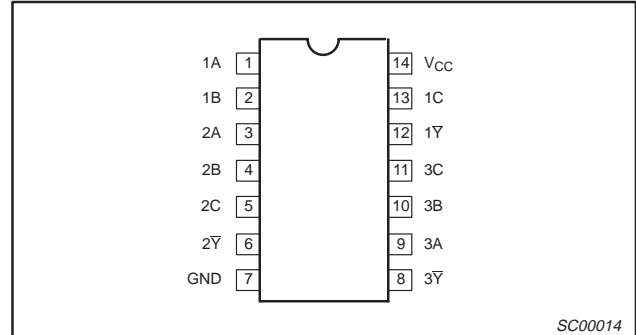 1A 1 14 VCC
1B 2 13 1C
2A 3 12 1Y̅
2B 4 11 3C
2C 5 10 3B
2Y̅ 6 9 3A
GND 7 8 3Y̅
SC00014